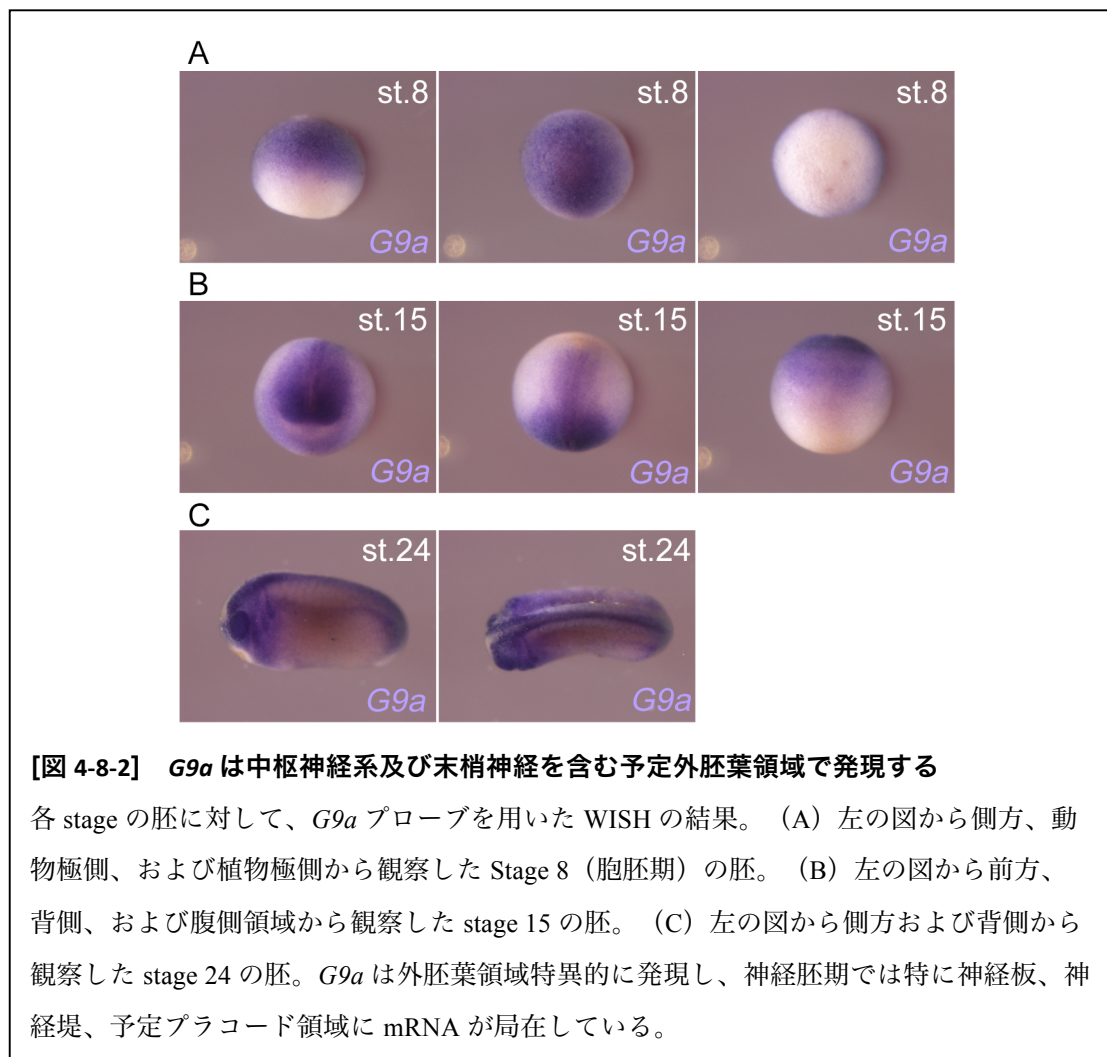 A
st.8
st.8
st.8
G9a
G9a
G9a
B
st.15
st.15
st.15
G9a
G9a
G9a
C
st.24
st.24
G9a
G9a
[図 4-8-2] G9a は中枢神経系及び末梢神経を含む予定外胚葉領域で発現する
各 stage の胚に対して、G9a プローブを用いた WISH の結果。（A）左の図から側方、動
物極側、および植物極側から観察した Stage 8（胞胚期）の胚。（B）左の図から前方、
背側、および腹側領域から観察した stage 15 の胚。（C）左の図から側方および背側から
観察した stage 24 の胚。G9a は外胚葉領域特異的に発現し、神経胚期では特に神経板、神
経堤、予定プラコード領域に mRNA が局在している。